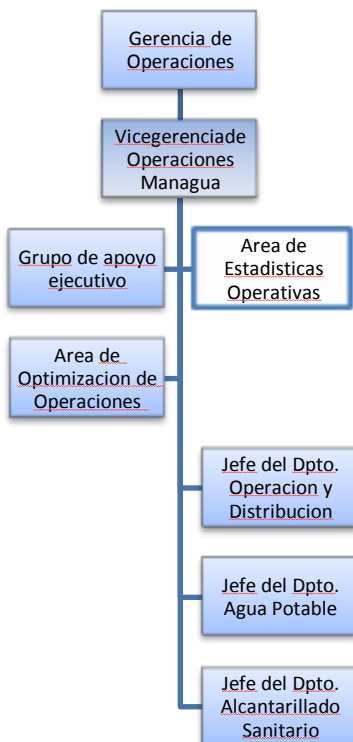 Gerencia de
Operaciones
Vicegerenciade
Operaciones
Managua
Grupo de apoyo
ejecutivo
Area de
Estadisticas
Operativas
Area de
Optimizacion de
Operaciones
Jefe del Dpto.
Operacion y
Distribucion
Jefe del Dpto.
Agua Potable
Jefe del Dpto.
Alcantarillado
Sanitario